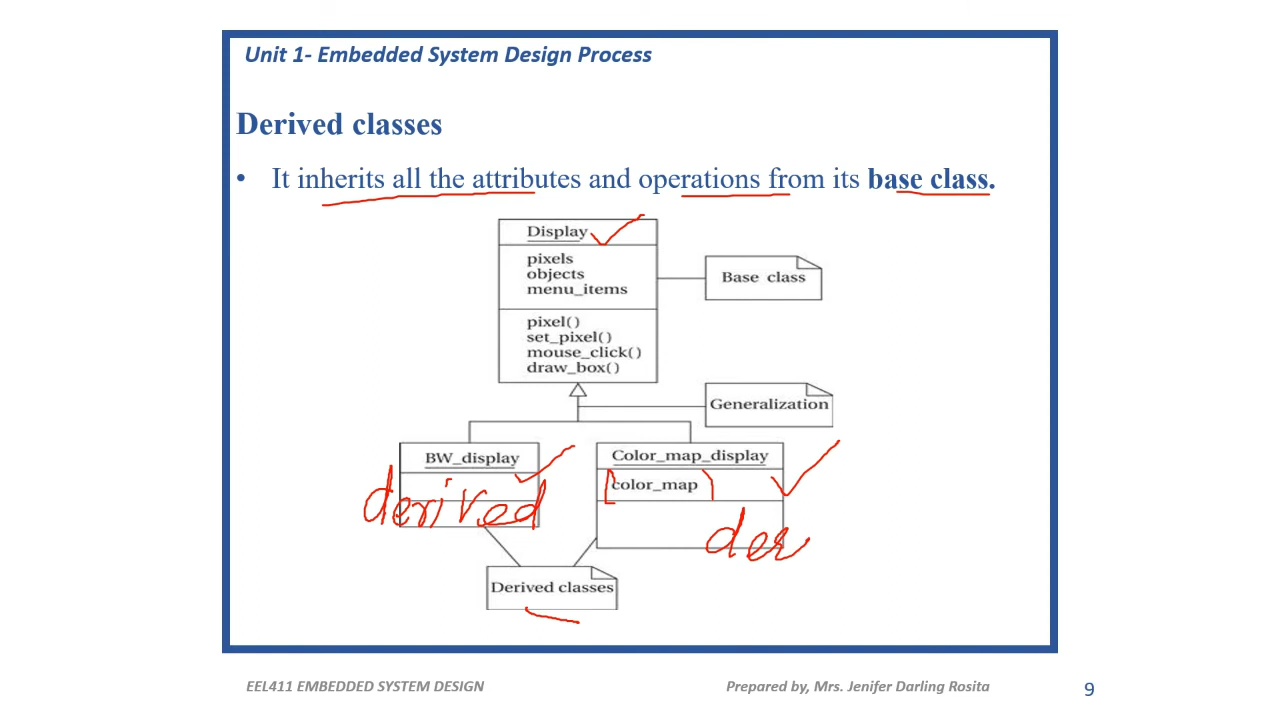 Unit 1- Embedded System Design Process
Derived classes
• It inherits all the attributes and operations from its base class.
Display
pixels
objects
menu_items
Base class
pixel()
set_pixel()
mouse_click()
draw_box()
Generalization
BW_display
Color_map_display
color_map
derived
der
Derived classes
EEL411 EMBEDDED SYSTEM DESIGN
Prepared by, Mrs. Jenifer Darling Rosita
9